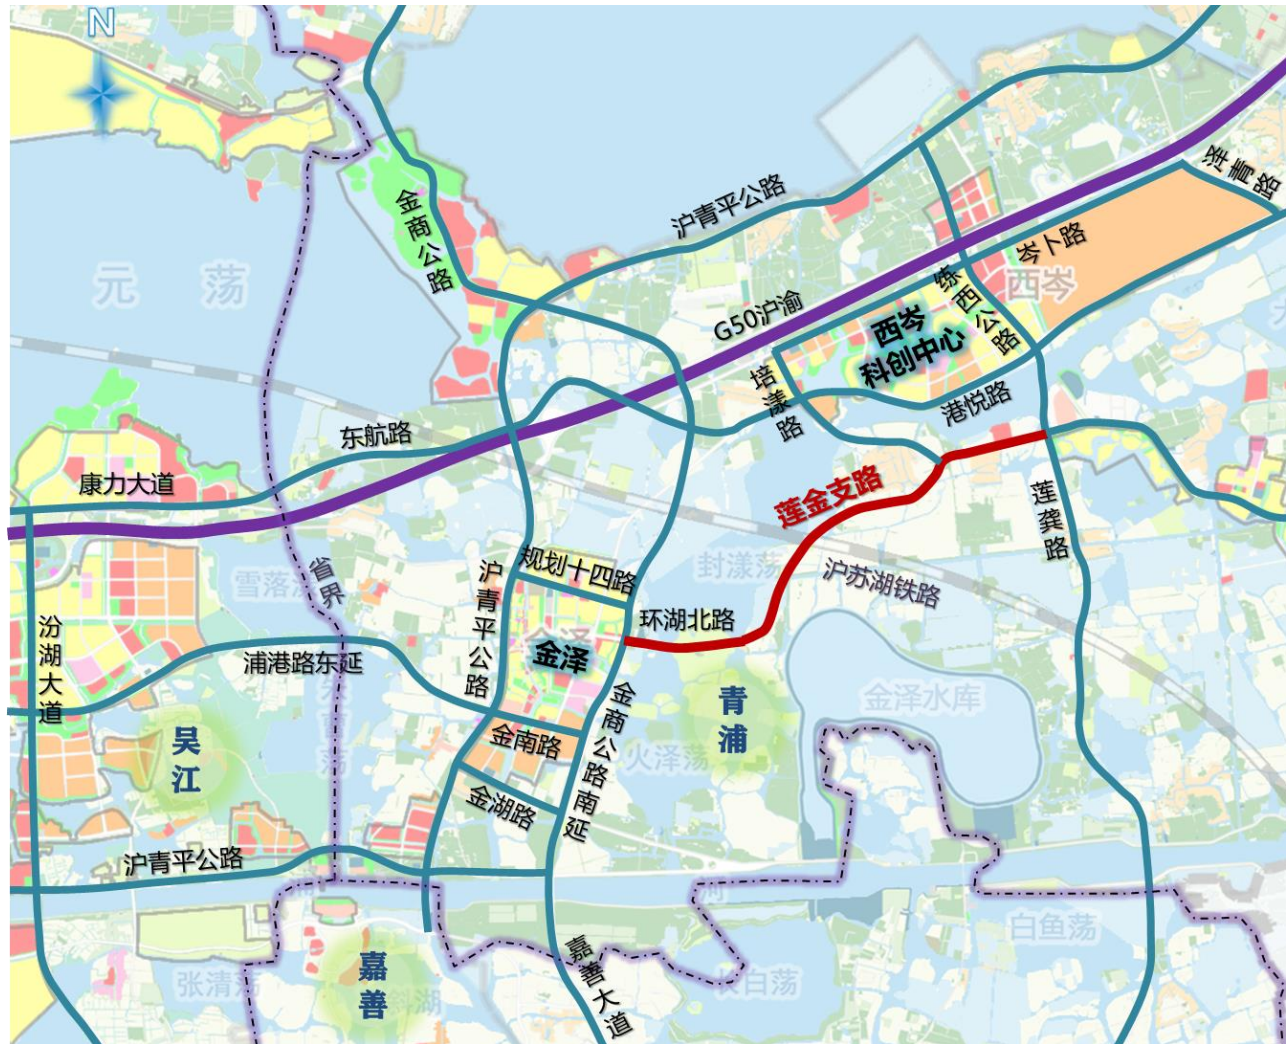 N
泽青路
金商公路
沪青平公路
岑卜路
元荡
练西公路
西岑
G50沪渝
西岑
科创中心
培漾路
港悦路
东航路
康力大道
莲金支路
莲龚路
规划十四路
封漾荡
沪苏湖铁路
雪落漾
省界
沪青平公路
环湖北路
汾湖大道
金泽
金泽
浦港路东延
金泽水库
青浦
金商公路南延
吴江
金南路
火泽荡
荡
金湖路
沪青平公路
河
白鱼荡
嘉善
张清荡
斜湖
长白荡
嘉善大道